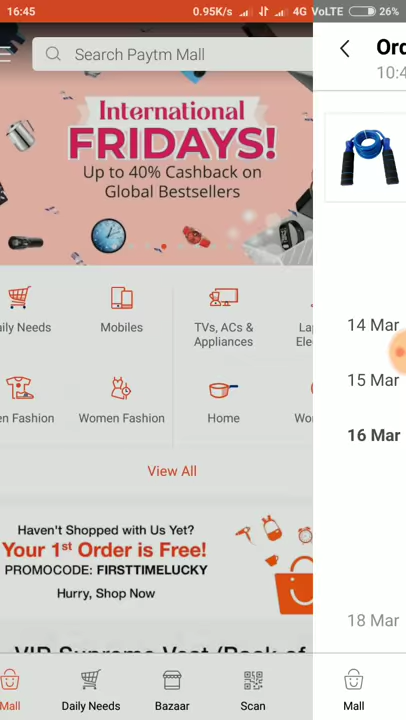 16:45
0.95K/s
4G VoLTE
26%
Search Paytm Mall
International
FRIDAYS!
Up to 40% Cashback on
Global Bestsellers
aily Needs
Mobiles
TVs, ACs &
Appliances
Lap
Ele
en Fashion
Women Fashion
Home
Wo
View All
Haven't Shopped with Us Yet?
Your 1st Order is Free!
PROMOCODE: FIRSTTIMELUCKY
Hurry, Shop Now
VIP Supreme Vest (Pack of
Mall
Daily Needs
Bazaar
Scan
Ord
10:4
14 Mar
15 Mar
16 Mar
18 Mar
Mall